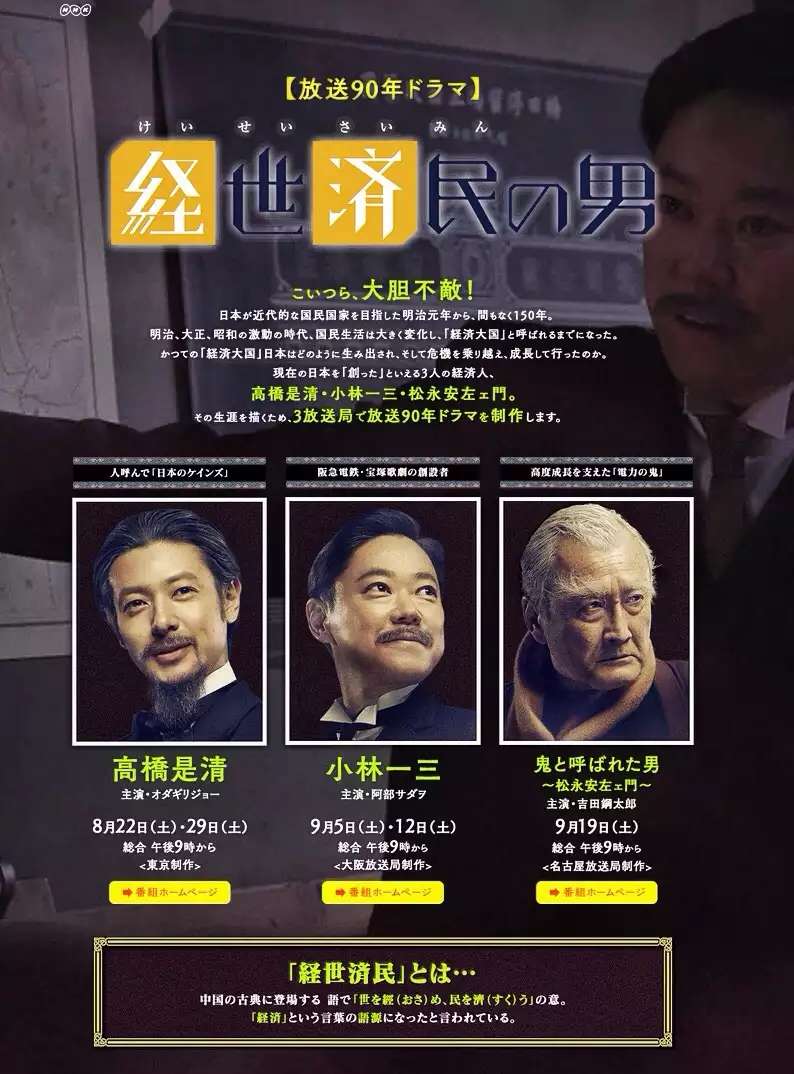 NHK
【放送90年ドラマ】
けいせいさいみん
経世済民の男
こいつら、大胆不敵！
日本が近代的な国民国家を目指した明治元年から、間もなく150年。
明治、大正、昭和の激動の時代、国民生活は大きく変化し、「経済大国」と呼ばれるまでになった。
かつての「経済大国」日本はどのように生み出され、そして危機を乗り越え、成長して行ったのか。
現在の日本を「創った」といえる3人の経済人、
高橋是清・小林一三・松永安左ェ門。
その生涯を描くため、3放送局で放送90年ドラマを制作します。
人呼んで「日本のケインズ」
阪急電鉄・宝塚歌劇の創設者
高度成長を支えた「電力の鬼」
高橋是清
主演・オダギリジョー
8月22日（土）・29日（土）
総合 午後9時から
<東京制作>
➡番組ホームページ
小林一三
主演・阿部サダヲ
9月5日（土）・12日（土）
総合 午後9時から
<大阪放送局制作>
➡番組ホームページ
鬼と呼ばれた男
～松永安左ェ門～
主演・吉田鋼太郎
9月19日（土）
総合 午後9時から
<名古屋放送局制作>
➡番組ホームページ
「経世済民」とは…
中国の古典に登場する 語で「世を經（おさ）め、民を濟（すく）う」の意。
「経済」という言葉の語源になったと言われている。